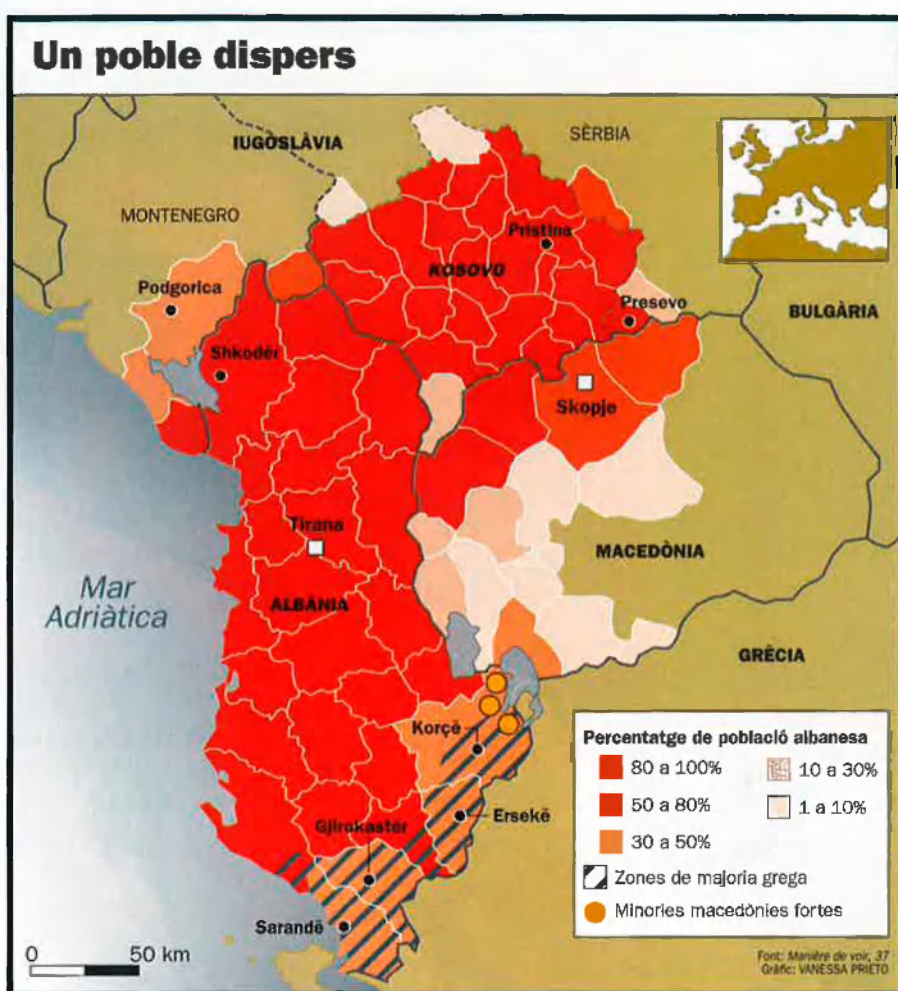 Un poble dispers
IUGOSLÀVIA
SÈRBIA
MONTENEGRO
Pristina
KOSOVO
Podgorica
Presevo
BULGÀRIA
Shkodër
Skopje
Tirana
MACEDÒNIA
Mar
Adriàtica
ALBÀNIA
GRÈCIA
Korçë
Ersekë
Gjirokastër
Sarandë
0 50 km
Percentatge de població albanesa
80 a 100%
50 a 80%
30 a 50%
10 a 30%
1 a 10%
Zones de majoria grega
Minories macedònies fortes
Font: Manière de voir, 37
Gràfic: VANESSA PRIETO